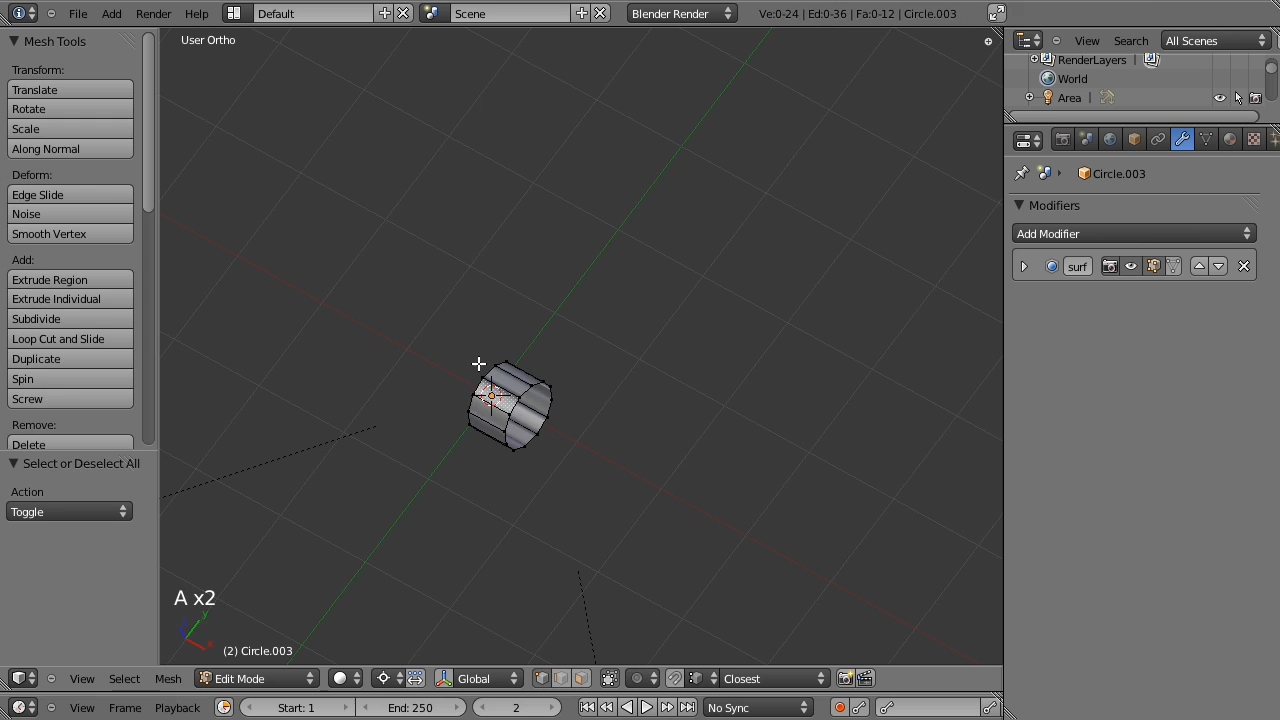 File Add Render Help Default Scene Blender Render Ve:0-24 | Ed:0-36 | Fa:0-12 | Circle.003
Mesh Tools
Transform:
Translate
Rotate
Scale
Along Normal
Deform:
Edge Slide
Noise
Smooth Vertex
Add:
Extrude Region
Extrude Individual
Subdivide
Loop Cut and Slide
Duplicate
Spin
Screw
Remove:
Delete
Select or Deselect All
Action
Toggle
User Ortho
A x2
y
x
(2) Circle.003
View Select Mesh Edit Mode Global Closest
View Frame Playback Start: 1 End: 250 2 No Sync
View Search All Scenes
RenderLayers |
World
Area |
Circle.003
Modifiers
Add Modifier
surf